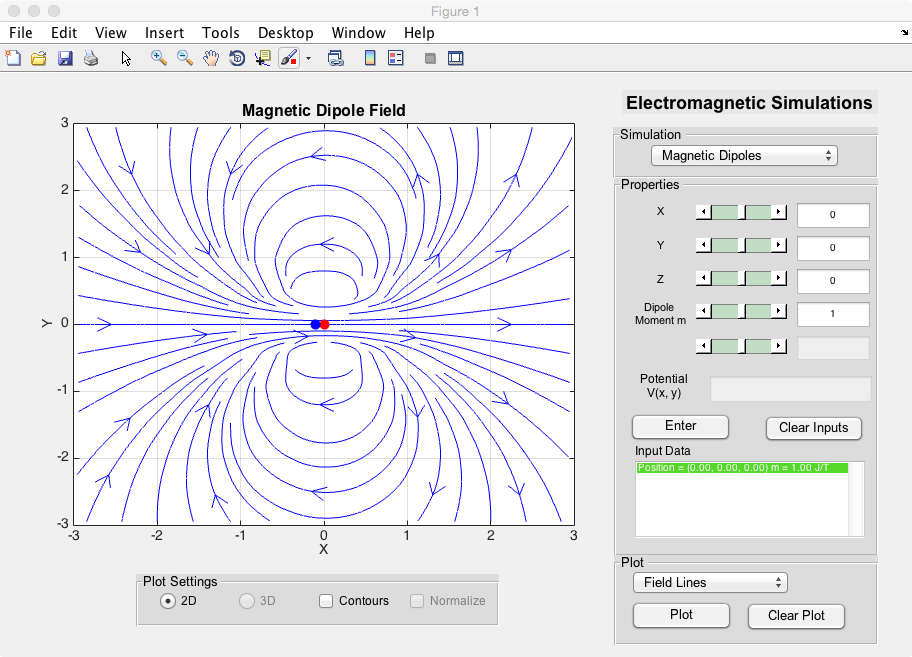 Figure 1
File Edit View Insert Tools Desktop Window Help
Magnetic Dipole Field
3
2
1
0
-1
-2
-3
Y
-3 -2 -1 0 1 2 3
X
Plot Settings
2D 3D Contours Normalize
Electromagnetic Simulations
Simulation
Magnetic Dipoles
Properties
X 0
Y 0
Z 0
Dipole
Moment m 1
Potential
V(x, y)
Enter Clear Inputs
Input Data
Position = (0.00, 0.00, 0.00) m = 1.00 J/T
Plot
Field Lines
Plot Clear Plot